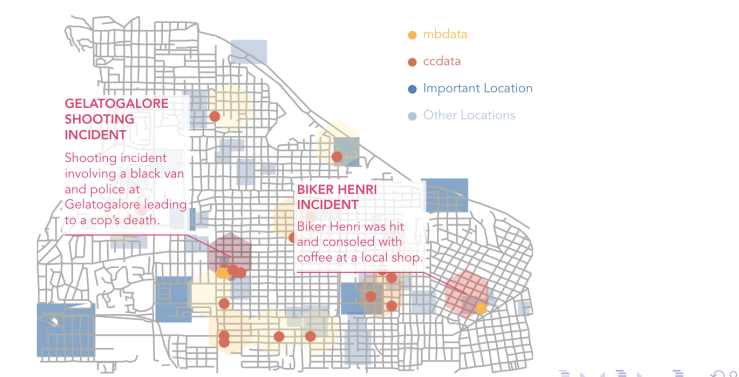 mbdata
ccdata
Important Location
Other Locations
GELATOGALORE
SHOOTING
INCIDENT
Shooting incident
involving a black van
and police at
Gelatogalore leading
to a cop's death.
BIKER HENRI
INCIDENT
Biker Henri was hit
and consoled with
coffee at a local shop.